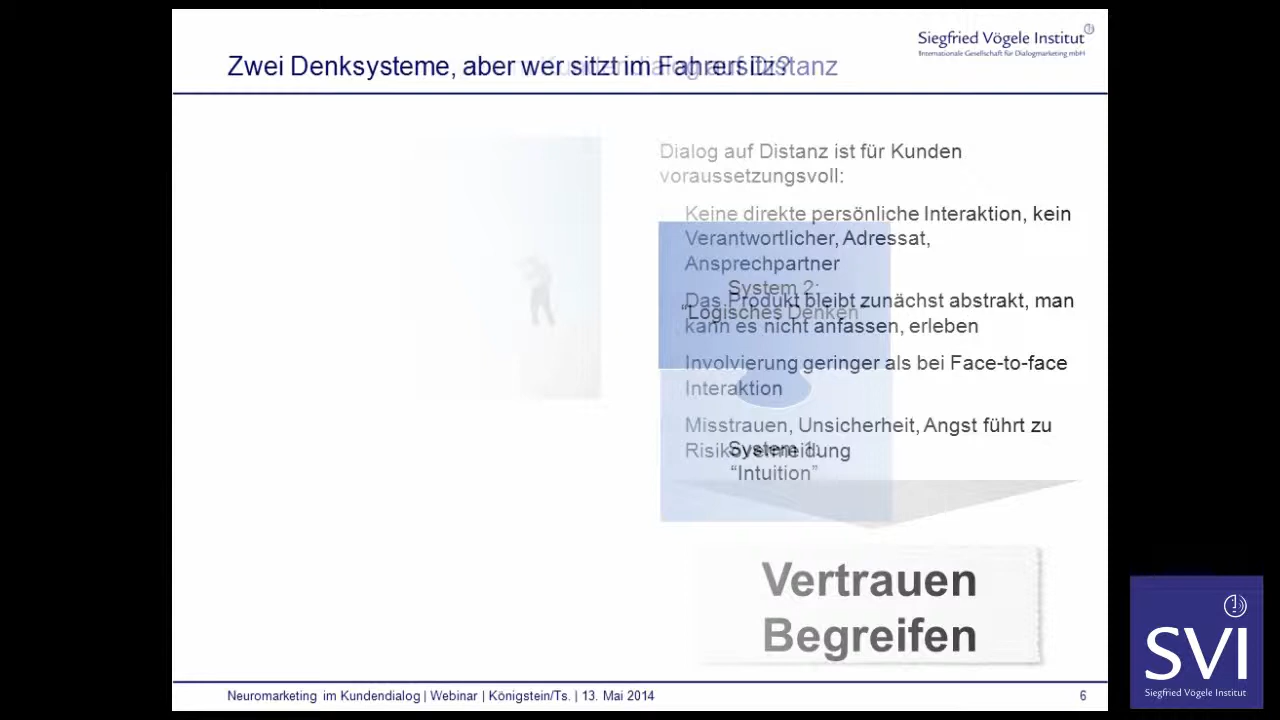 Siegfried Vögele Institut
Internationale Gesellschaft für Dialogmarketing mbH
Zwei Denksysteme, aber wer sitzt im Fahrersitz?
Kundendialog auf Distanz
Dialog auf Distanz ist für Kunden
voraussetzungsvoll:
Keine direkte persönliche Interaktion, kein
Verantwortlicher, Adressat,
Ansprechpartner
Das Produkt bleibt zunächst abstrakt, man
kann es nicht anfassen, erleben
Involvierung geringer als bei Face-to-face
Interaktion
Misstrauen, Unsicherheit, Angst führt zu
Risikovermeidung
System 2:
“Logisches Denken”
System 1:
“Intuition”
Vertrauen
Begreifen
Neuromarketing im Kundendialog | Webinar | Königstein/Ts. | 13. Mai 2014
6
SVI
Siegfried Vögele Institut